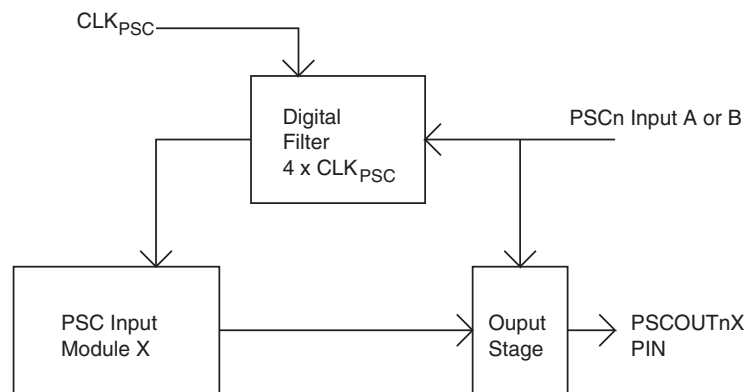 CLKPSC
Digital
Filter
4 x CLKPSC
PSCn Input A or B
PSC Input
Module X
Ouput
Stage
PSCOUTnX
PIN